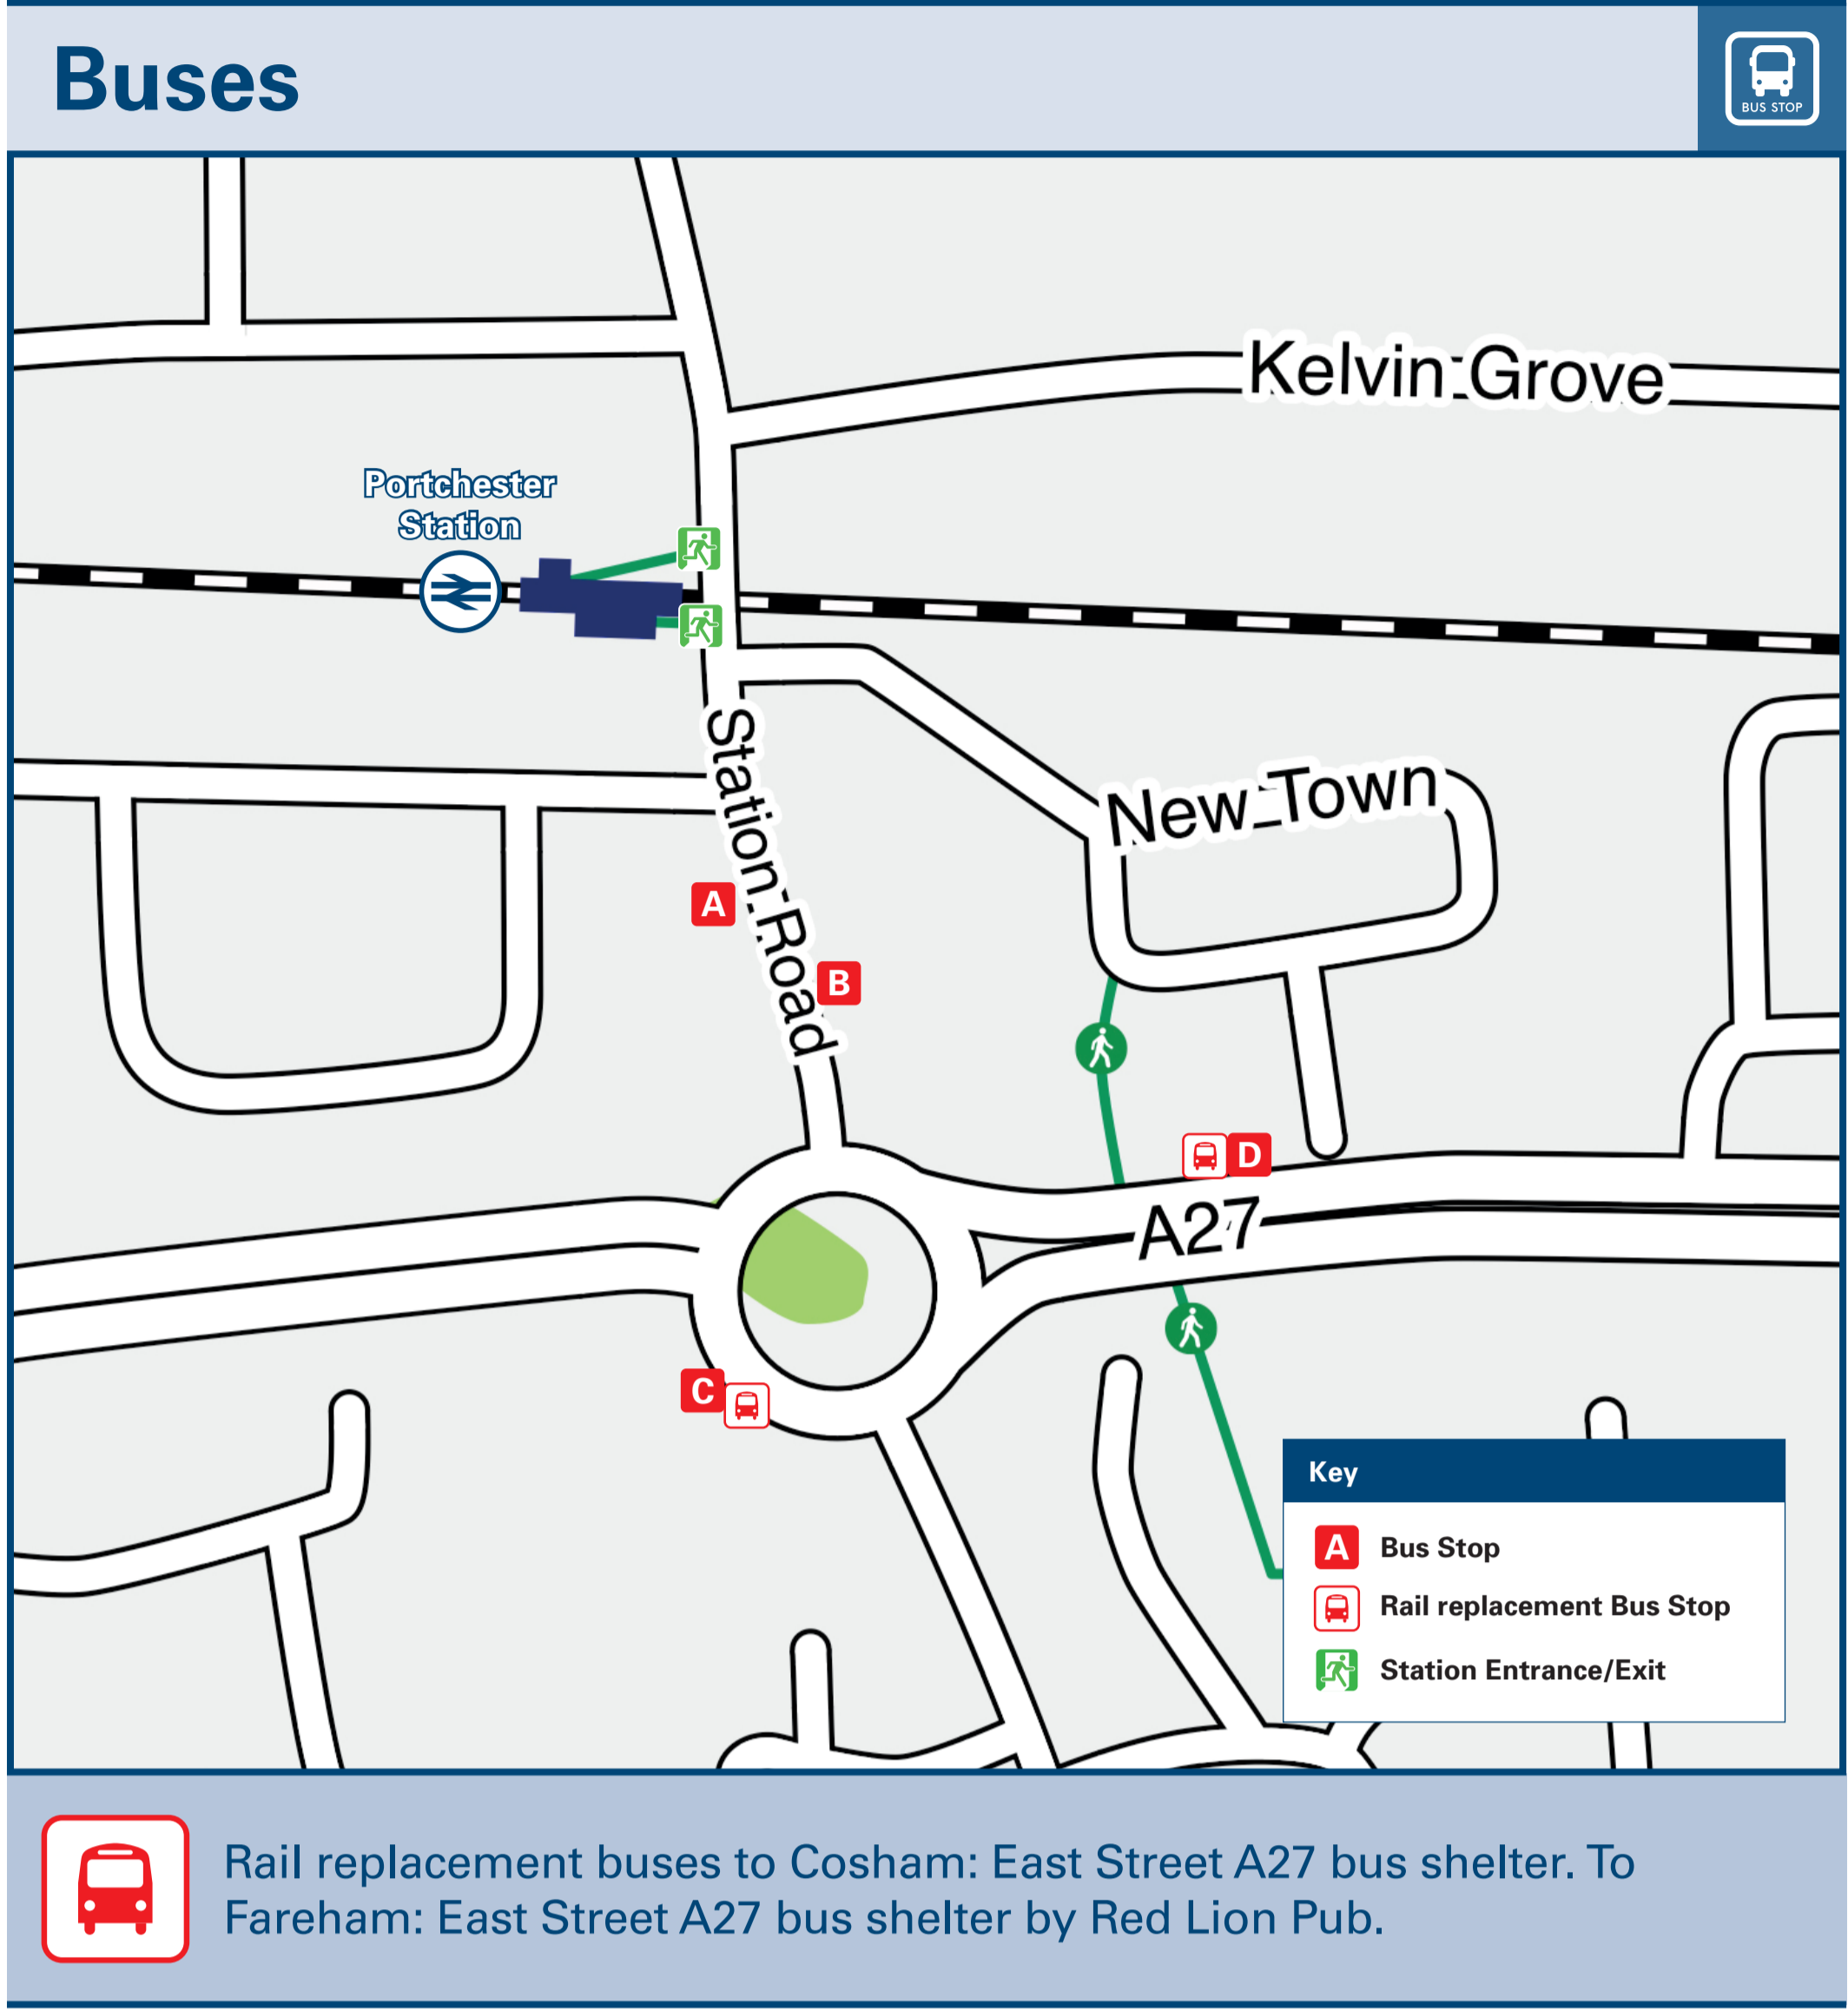 Buses
BUS STOP
Kelvin Grove
Portchester
Station
Station Road
New Town
A
B
D
A27
C
Key
A Bus Stop
Rail replacement Bus Stop
Station Entrance/Exit
Rail replacement buses to Cosham: East Street A27 bus shelter. To
Fareham: East Street A27 bus shelter by Red Lion Pub.